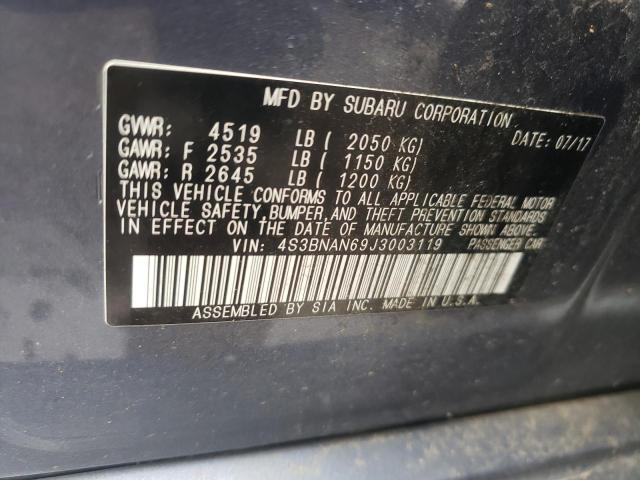 MFD BY SUBARU CORPORATION
DATE: 07/17
GVWR: 4519 LB ( 2050 KG)
GAWR: F 2535 LB ( 1150 KG)
GAWR: R 2645 LB ( 1200 KG)
THIS VEHICLE CONFORMS TO ALL APPLICABLE FEDERAL MOTOR
VEHICLE SAFETY, BUMPER, AND THEFT PREVENTION STANDARDS
IN EFFECT ON THE DATE OF MANUFACTURE SHOWN ABOVE.
VIN: 4S3BNAN69J3003119 PASSENGER CAR
ASSEMBLED BY SIA INC. MADE IN U.S.A.